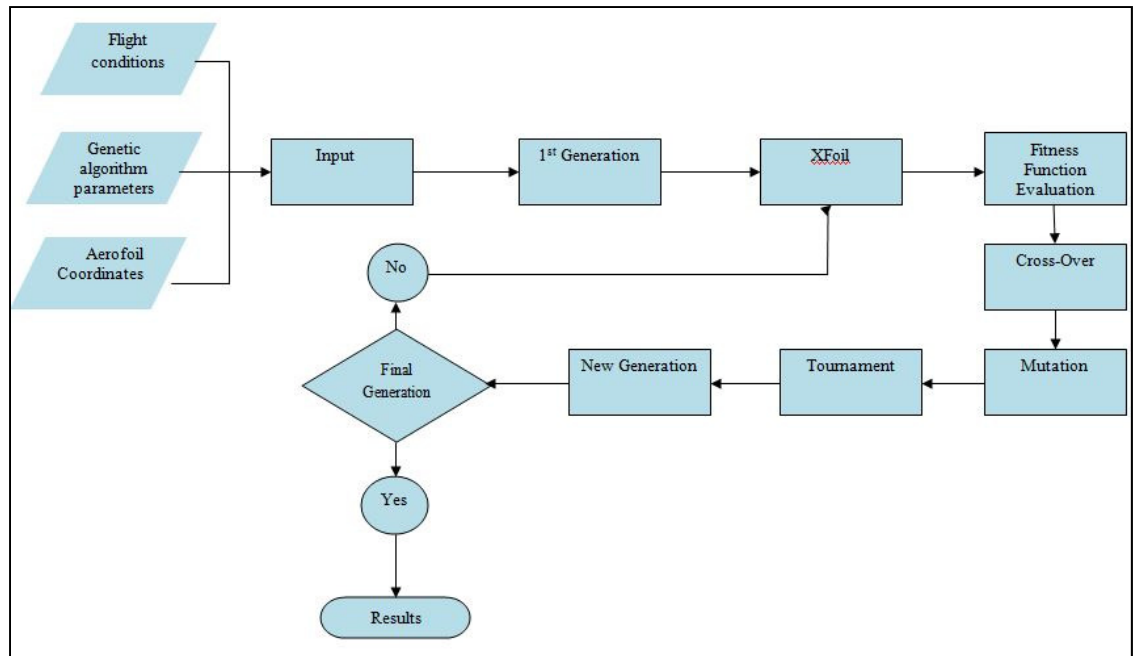 Flight
conditions
Genetic
algorithm
parameters
Aerofoil
Coordinates
Input
1st Generation
XFoil
Fitness
Function
Evaluation
Cross-Over
Mutation
Tournament
New Generation
Final
Generation
No
Yes
Results